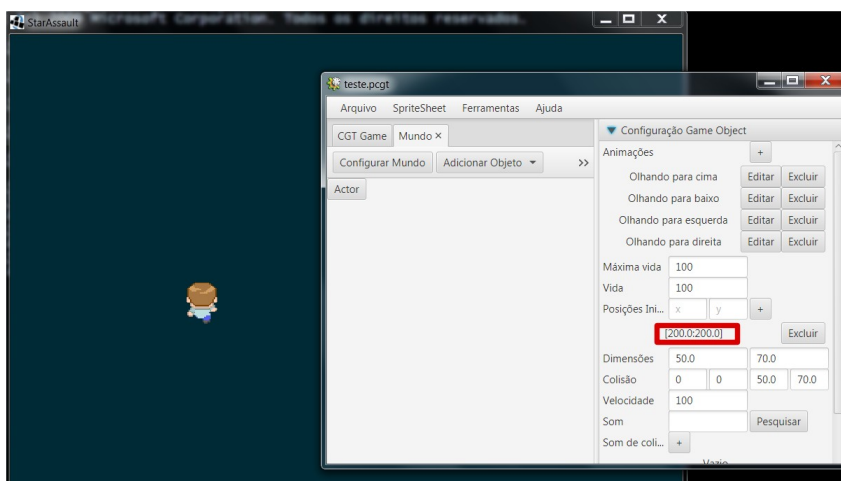 Microsoft Corporation. Todos os direitos reservados.
StarAssault
teste.pcgt
Arquivo SpriteSheet Ferramentas Ajuda
CGT Game Mundo ×
Configurar Mundo Adicionar Objeto >>
Actor
Configuração Game Object
Animações +
Olhando para cima Editar Excluir
Olhando para baixo Editar Excluir
Olhando para esquerda Editar Excluir
Olhando para direita Editar Excluir
Máxima vida 100
Vida 100
Posições Ini... x y +
[200.0:200.0] Excluir
Dimensões 50.0 70.0
Colisão 0 0 50.0 70.0
Velocidade 100
Som Pesquisar
Som de coli... +
Vazio